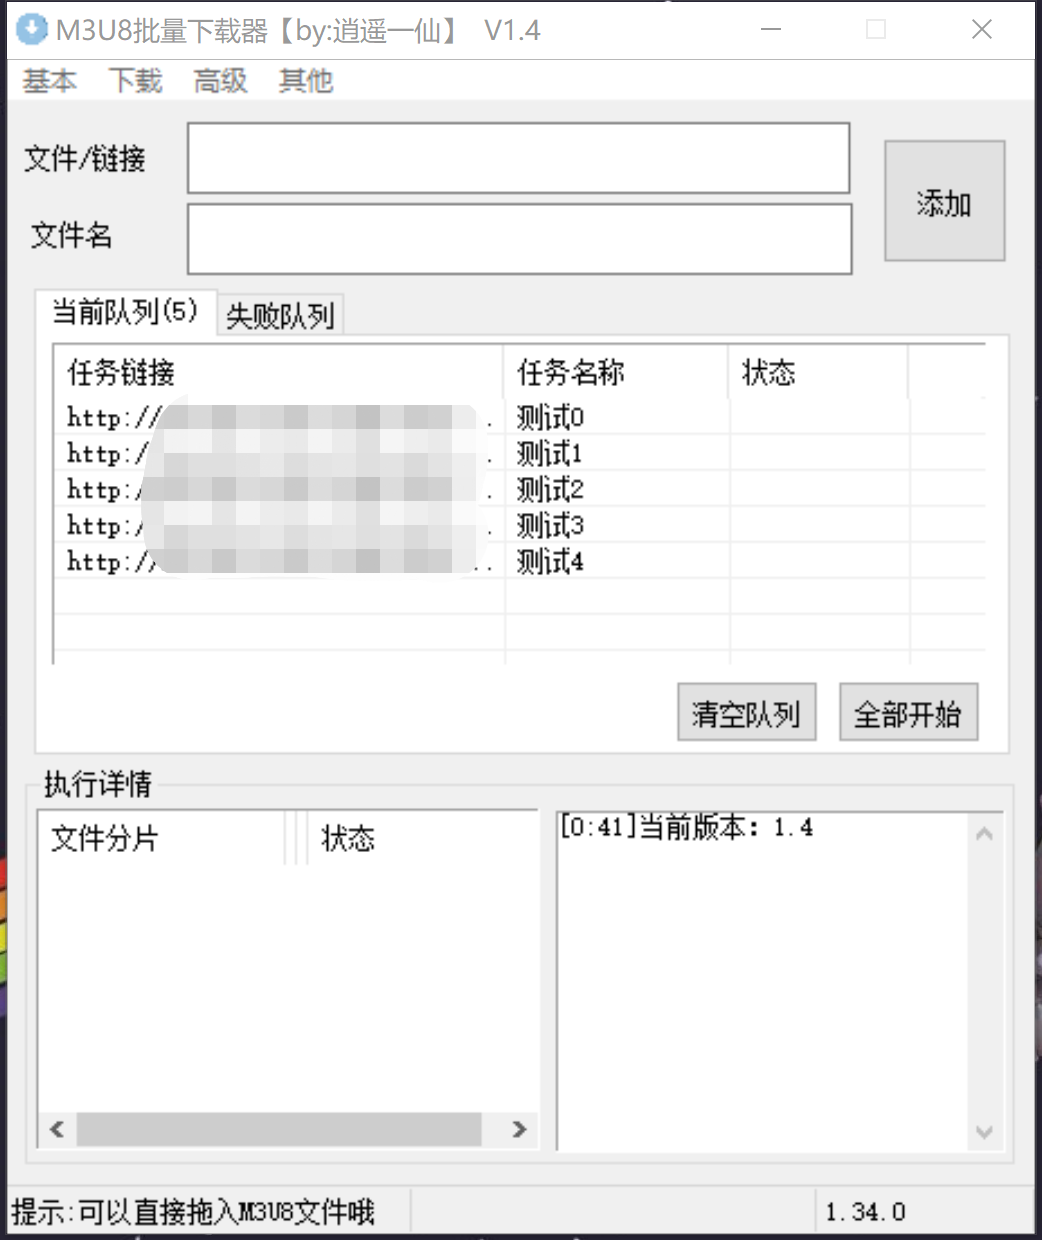 M3U8批量下载器【by:逍遥一仙】 V1.4
基本 下载 高级 其他
文件/链接
添加
文件名
当前队列(5) 失败队列
任务链接 任务名称 状态
http:// . 测试0
http:/ . 测试1
http:/ . 测试2
http:/ . 测试3
http:// .. 测试4
清空队列 全部开始
执行详情
文件分片 状态
[0:41]当前版本：1.4
提示:可以直接拖入M3U8文件哦
1.34.0